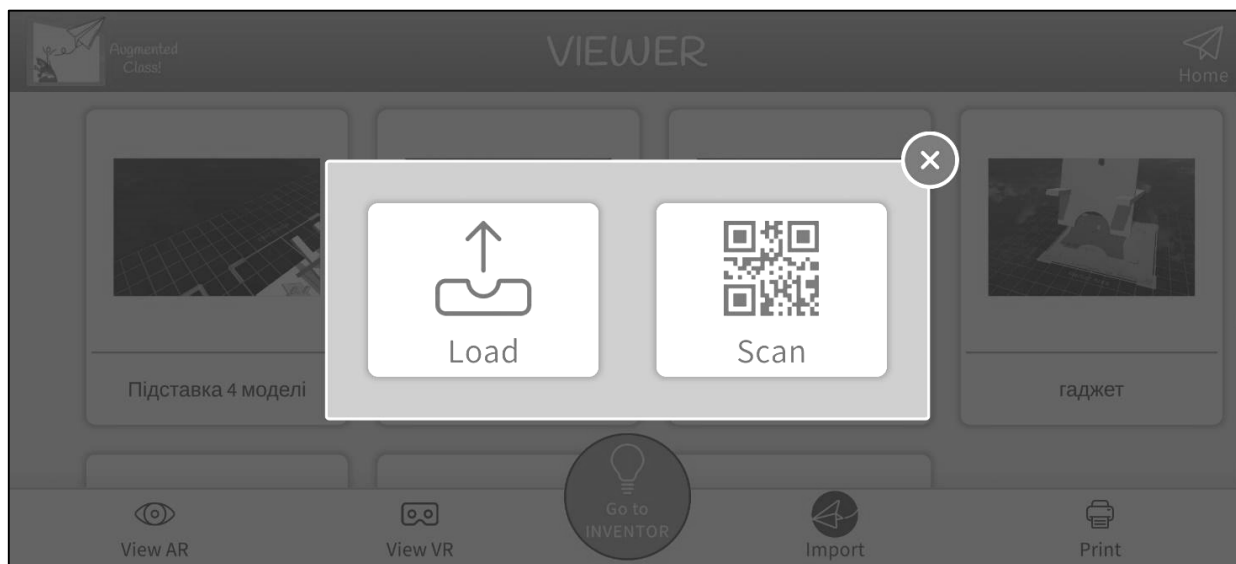 Augmented
Class!
VIEWER
Home
Load
Scan
Підставка 4 моделі
гаджет
View AR
View VR
Go to
INVENTOR
Import
Print